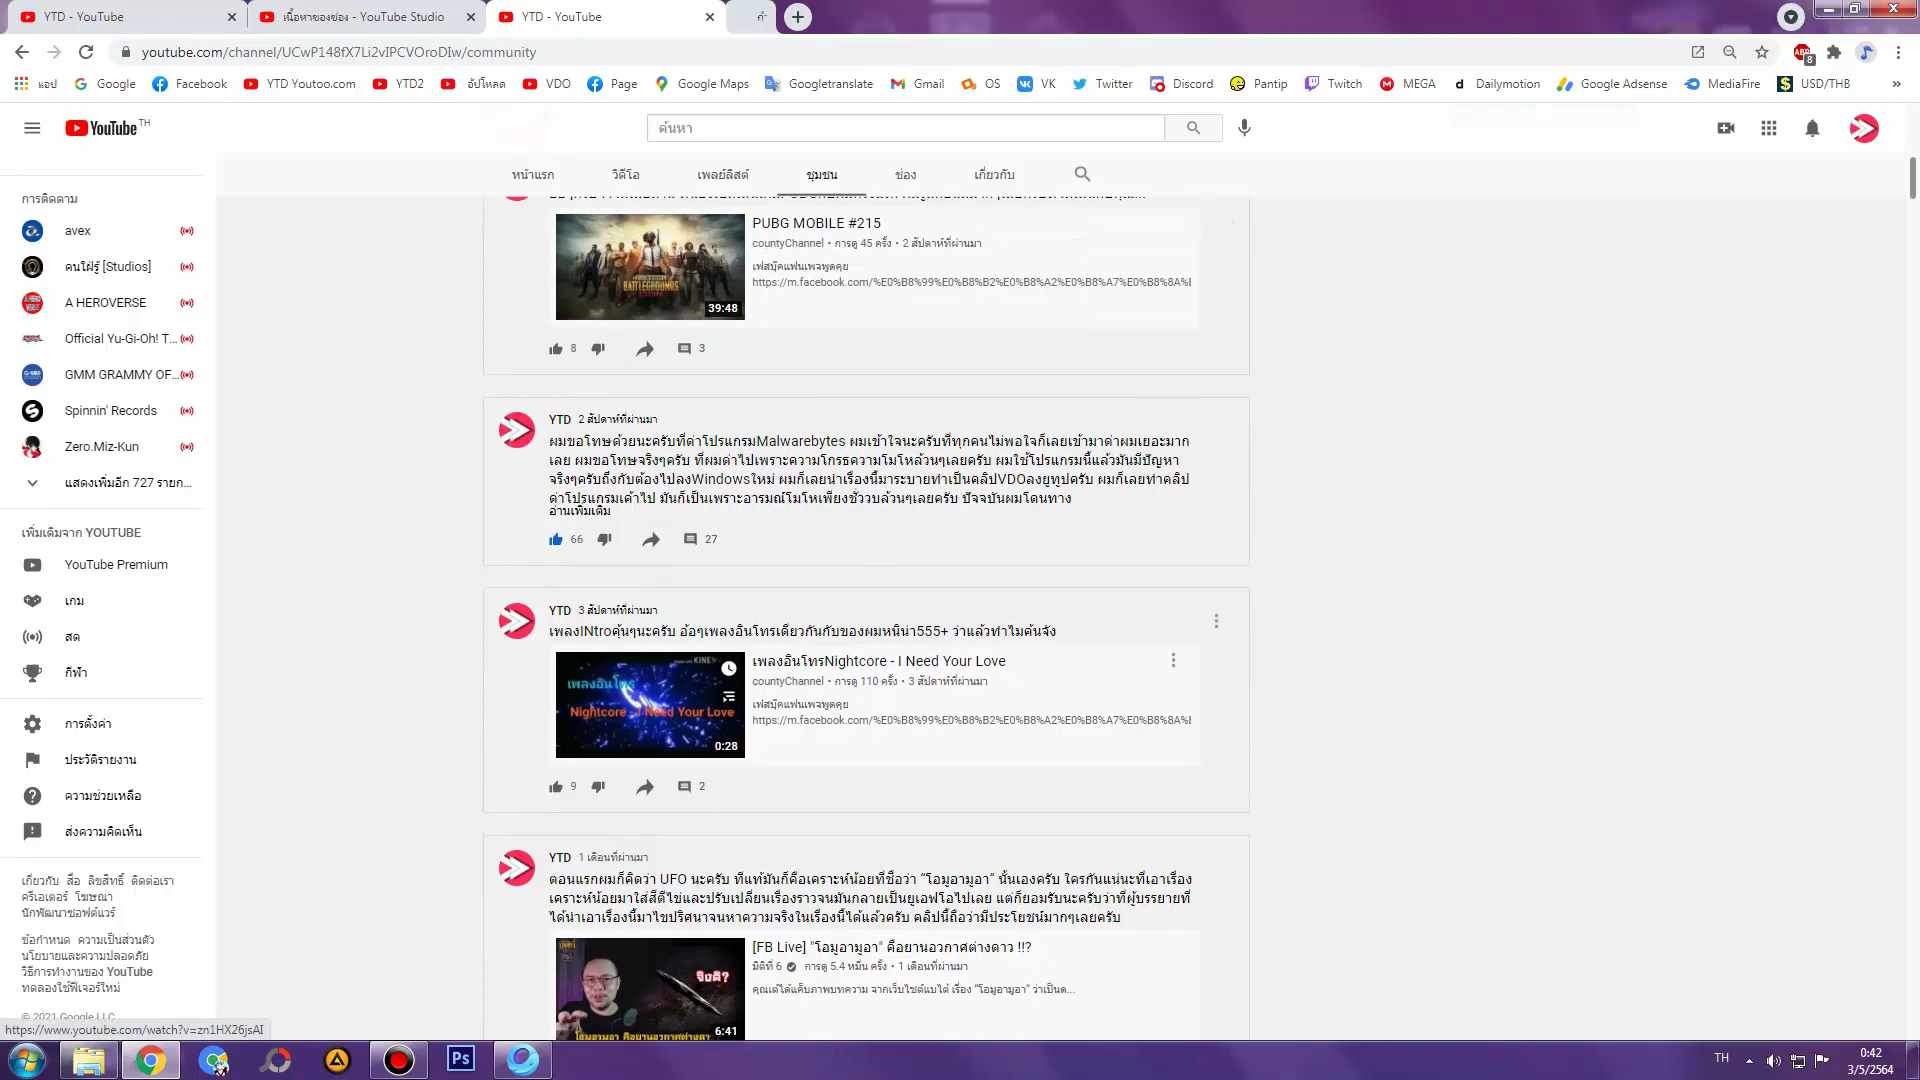 YTD - YouTube
เนื้อหาของช่อง - YouTube Studio
YTD - YouTube
youtube.com/channel/UCwP148fX7Li2vIPCVOroDIw/community
แอป
Google
Facebook
YTD Youtoo.com
YTD2
อัปโหลด
VDO
Page
Google Maps
Googletranslate
Gmail
OS
VK
Twitter
Discord
Pantip
Twitch
MEGA
d Dailymotion
Google Adsense
MediaFire
USD/THB
YouTube TH
ค้นหา
หน้าแรก
วิดีโอ
เพลย์ลิสต์
ชุมชน
ช่อง
เกี่ยวกับ
การติดตาม
avex
คนใฝ่รู้ [Studios]
A HEROVERSE
Official Yu-Gi-Oh! T...
GMM GRAMMY OF...
Spinnin' Records
Zero.Miz-Kun
แสดงเพิ่มอีก 727 รายก...
เพิ่มเติมจาก YOUTUBE
YouTube Premium
เกม
สด
กีฬา
การตั้งค่า
ประวัติรายงาน
ความช่วยเหลือ
ส่งความคิดเห็น
เกี่ยวกับ สื่อ ลิขสิทธิ์ ติดต่อเรา
ครีเอเตอร์ โฆษณา
นักพัฒนาซอฟต์แวร์
ข้อกำหนด ความเป็นส่วนตัว
นโยบายและความปลอดภัย
วิธีการทำงานของ YouTube
ทดลองใช้ฟีเจอร์ใหม่
© 2021 Google LLC
https://www.youtube.com/watch?v=zn1HX26jsAI
PUBG MOBILE #215
countyChannel • การดู 45 ครั้ง • 2 สัปดาห์ที่ผ่านมา
เฟสบุ๊คแฟนเพจพูดคุย
https://m.facebook.com/%E0%B8%99%E0%B8%B2%E0%B8%A2%E0%B8%A7%E0%B8%8A%E
BATTLEGROUNDS
39:48
8
3
YTD 2 สัปดาห์ที่ผ่านมา
ผมขอโทษด้วยนะครับที่ด่าโปรแกรมMalwarebytes ผมเข้าใจนะครับที่ทุกคนไม่พอใจก็เลยเข้ามาด่าผมเยอะมาก
เลย ผมขอโทษจริงๆครับ ที่ผมด่าไปเพราะความโกรธความโมโหล้วนๆเลยครับ ผมใช้โปรแกรมนี้แล้วมันมีปัญหา
จริงๆครับถึงกับต้องไปลงWindowsใหม่ ผมก็เลยนำเรื่องนี้มาระบายทำเป็นคลิปVDOลงยูทูปครับ ผมก็เลยทำคลิป
ด่าโปรแกรมเค้าไป มันก็เป็นเพราะอารมณ์โมโหเพียงชั่ววบล้วนๆเลยครับ ปัจจบันผมโดนทาง
อ่านเพิ่มเติม
66
27
YTD 3 สัปดาห์ที่ผ่านมา
เพลงINtroคุ้นๆนะครับ อ้อๆเพลงอินโทรเดียวกันกับของผมหนิน่า555+ ว่าแล้วทำไมค้นจัง
เพลงอินโทร
Nightcore - I Need Your Love
0:28
เพลงอินโทรNightcore - I Need Your Love
countyChannel • การดู 110 ครั้ง • 3 สัปดาห์ที่ผ่านมา
เฟสบุ๊คแฟนเพจพูดคุย
https://m.facebook.com/%E0%B8%99%E0%B8%B2%E0%B8%A2%E0%B8%A7%E0%B8%8A%E
9
2
YTD 1 เดือนที่ผ่านมา
ตอนแรกผมก็คิดว่า UFO นะครับ ที่แท้มันก็คือเคราะห์น้อยที่ชื่อว่า “โอมูอามูอา“ นั้นเองครับ ใครกันแน่นะที่เอาเรื่อง
เคราะห์น้อยมาใส่สีตีไข่และปรับเปลี่ยนเรื่องราวจนมันกลายเป็นยูเอฟโอไปเลย แต่ก็ยอมรับนะครับว่าที่ผู้บรรยายที่
ได้นำเอาเรื่องนี้มาไขปริศนาจนหาความจริงในเรื่องนี้ได้แล้วครับ คลิปนี้ถือว่ามีประโยชน์มากๆเลยครับ
จริงดิ?
6:41
[FB Live] "โอมูอามูอา" คือยานอวกาศต่างดาว !!?
มิติที่ 6 การดู 5.4 หมื่น ครั้ง • 1 เดือนที่ผ่านมา
คุณเต้ได้แค็บภาพบทความ จากเว็บไซต์แบไต๋ เรื่อง “โอมูอามูอา“ ว่าเป็นด...
Ps
TH
0:42
3/5/2564